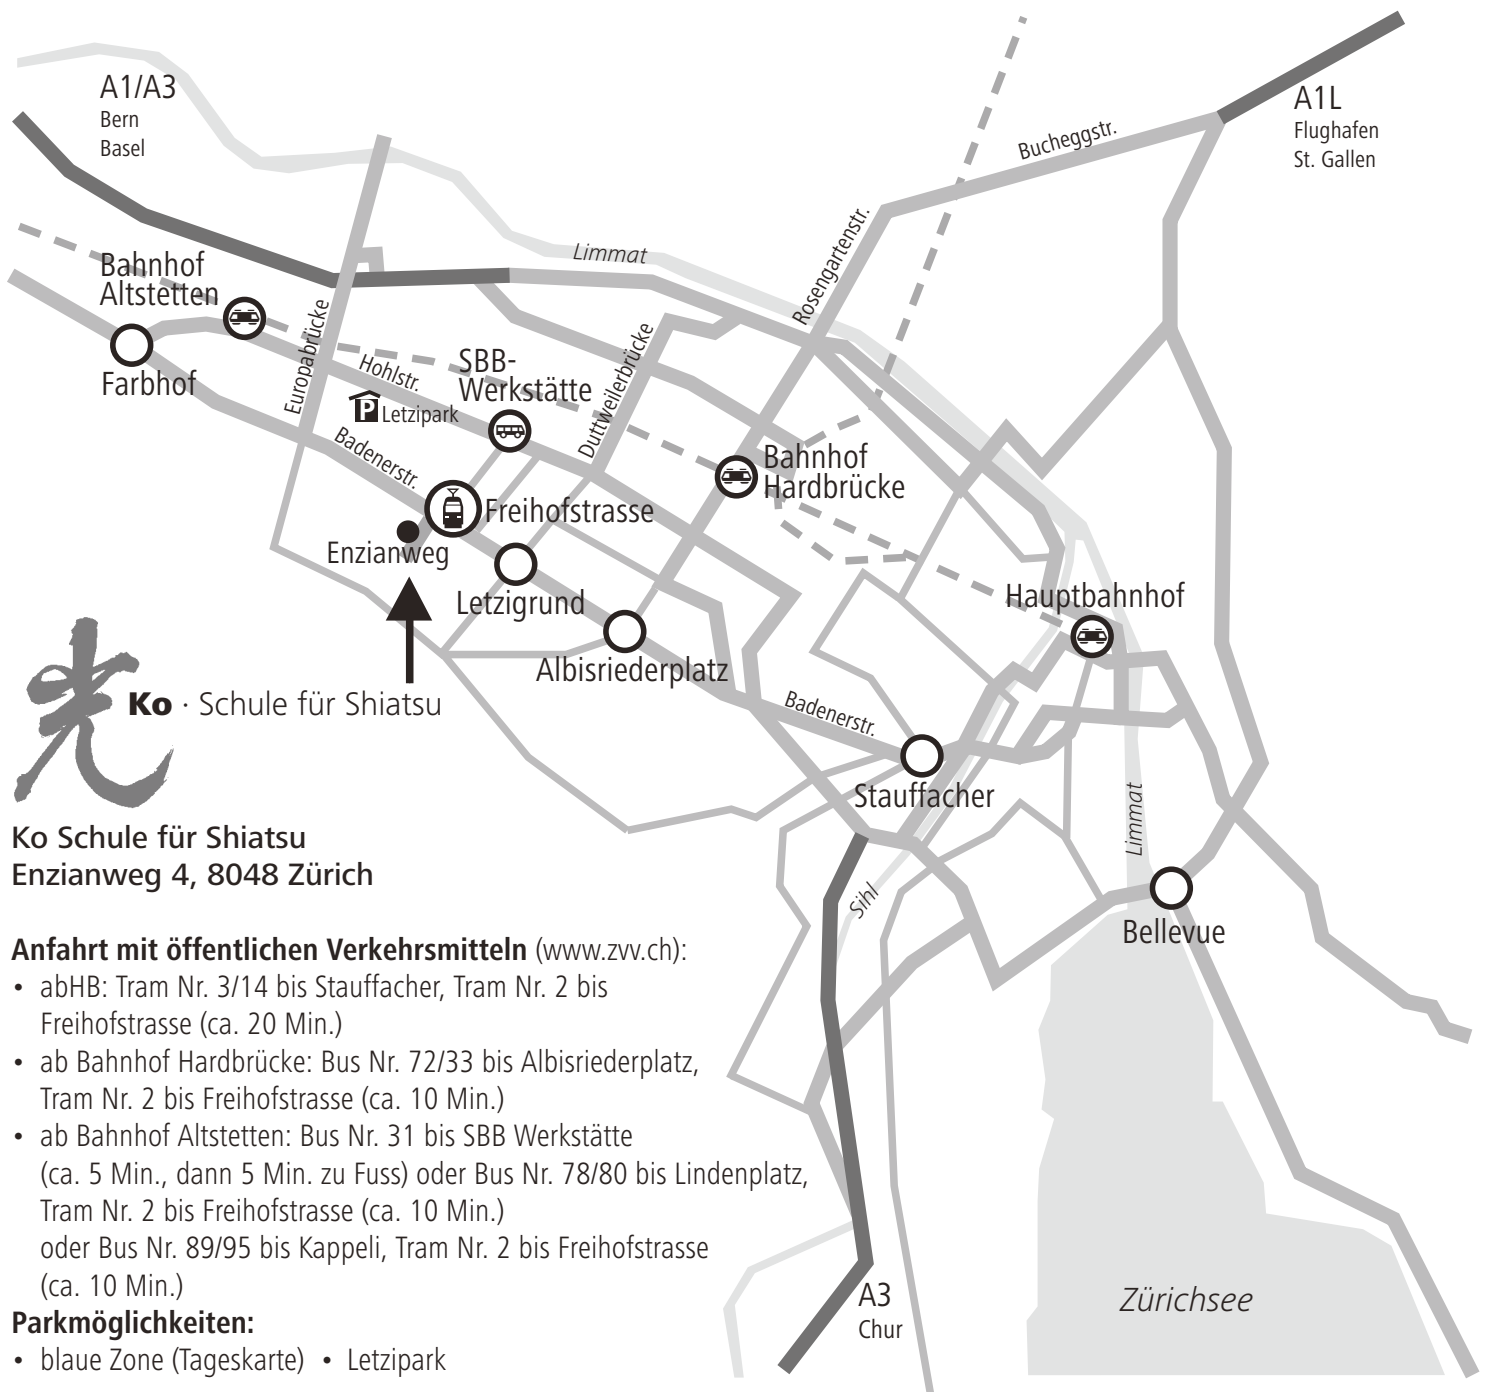 A1/A3
Bern
Basel
A1L
Flughafen
St. Gallen
Bucheggstr.
Rosengartenstr.
Limmat
Bahnhof
Altstetten
Farbhof
Europabrücke
Hohlstr.
P Letzipark
SBB-
Werkstätte
Duttweilerbrücke
Badenerstr.
Bahnhof
Hardbrücke
Freihofstrasse
Enzianweg
Letzigrund
Albisriederplatz
Hauptbahnhof
光
Ko · Schule für Shiatsu
Badenerstr.
Stauffacher
Limmat
Sihl
Bellevue
Ko Schule für Shiatsu
Enzianweg 4, 8048 Zürich
Anfahrt mit öffentlichen Verkehrsmitteln (www.zvv.ch):
• abHB: Tram Nr. 3/14 bis Stauffacher, Tram Nr. 2 bis
Freihofstrasse (ca. 20 Min.)
• ab Bahnhof Hardbrücke: Bus Nr. 72/33 bis Albisriederplatz,
Tram Nr. 2 bis Freihofstrasse (ca. 10 Min.)
• ab Bahnhof Altstetten: Bus Nr. 31 bis SBB Werkstätte
(ca. 5 Min., dann 5 Min. zu Fuss) oder Bus Nr. 78/80 bis Lindenplatz,
Tram Nr. 2 bis Freihofstrasse (ca. 10 Min.)
oder Bus Nr. 89/95 bis Kappeli, Tram Nr. 2 bis Freihofstrasse
(ca. 10 Min.)
Parkmöglichkeiten:
• blaue Zone (Tageskarte) • Letzipark
A3
Chur
Zürichsee